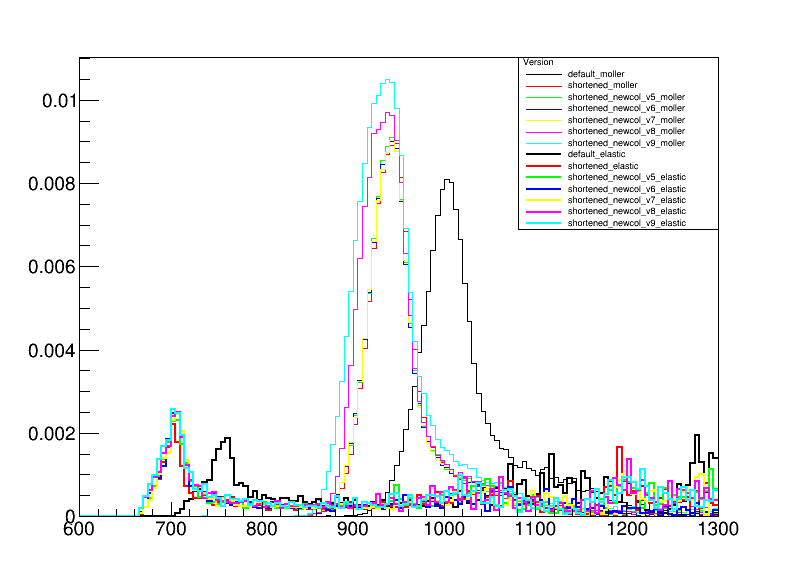 Version
default_moller
shortened_moller
shortened_newcol_v5_moller
shortened_newcol_v6_moller
shortened_newcol_v7_moller
shortened_newcol_v8_moller
shortened_newcol_v9_moller
default_elastic
shortened_elastic
shortened_newcol_v5_elastic
shortened_newcol_v6_elastic
shortened_newcol_v7_elastic
shortened_newcol_v8_elastic
shortened_newcol_v9_elastic
0.01
0.008
0.006
0.004
0.002
0
600 700 800 900 1000 1100 1200 1300